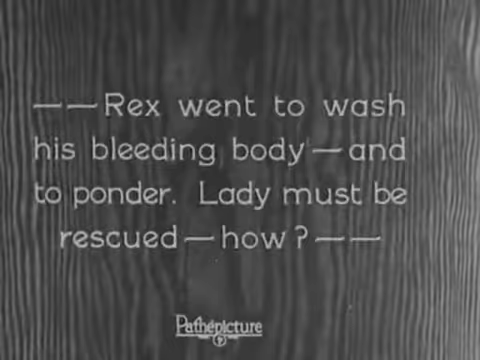 ——Rex went to wash
his bleeding body—and
to ponder. Lady must be
rescued—how?——
Pathépicture